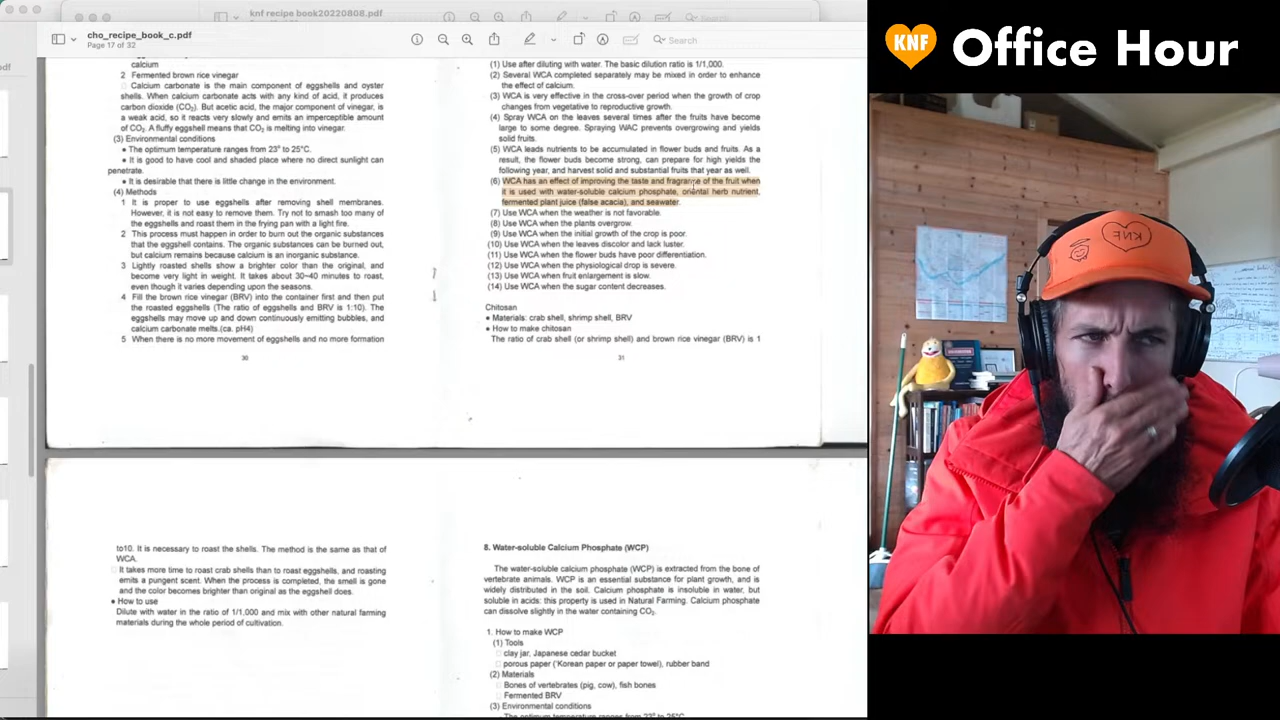 knf recipe book20220808.pdf
cho_recipe_book_c.pdf
Page 17 of 32
Search
pdf
KNF Office Hour
calcium
2 Fermented brown rice vinegar
Calcium carbonate is the main component of eggshells and oyster
shells. When calcium carbonate acts with any kind of acid, it produces
carbon dioxide (CO₂). But acetic acid, the major component of vinegar, is
a weak acid, so it reacts very slowly and emits an imperceptible amount
of CO₂. A fluffy eggshell means that CO₂ is melting into vinegar.
(3) Environmental conditions
• The optimum temperature ranges from 23° to 25°C.
• It is good to have cool and shaded place where no direct sunlight can
penetrate.
• It is desirable that there is little change in the environment.
(4) Methods
1 It is proper to use eggshells after removing shell membranes.
However, it is not easy to remove them. Try not to smash too many of
the eggshells and roast them in the frying pan with a light fire.
2 This process must happen in order to burn out the organic substances
that the eggshell contains. The organic substances can be burned out,
but calcium remains because calcium is an inorganic substance.
3 Lightly roasted shells show a brighter color than the original, and
become very light in weight. It takes about 30~40 minutes to roast,
even though it varies depending upon the seasons.
4 Fill the brown rice vinegar (BRV) into the container first and then put
the roasted eggshells (The ratio of eggshells and BRV is 1:10). The
eggshells may move up and down continuously emitting bubbles, and
calcium carbonate melts.(ca. pH4)
5 When there is no more movement of eggshells and no more formation
30
(1) Use after diluting with water. The basic dilution ratio is 1/1,000.
(2) Several WCA completed separately may be mixed in order to enhance
the effect of calcium.
(3) WCA is very effective in the cross-over period when the growth of crop
changes from vegetative to reproductive growth.
(4) Spray WCA on the leaves several times after the fruits have become
large to some degree. Spraying WAC prevents overgrowing and yields
solid fruits.
(5) WCA leads nutrients to be accumulated in flower buds and fruits. As a
result, the flower buds become strong, can prepare for high yields the
following year, and harvest solid and substantial fruits that year as well.
(6) WCA has an effect of improving the taste and fragrance of the fruit when
it is used with water-soluble calcium phosphate, oriental herb nutrient,
fermented plant juice (false acacia), and seawater.
(7) Use WCA when the weather is not favorable.
(8) Use WCA when the plants overgrow.
(9) Use WCA when the initial growth of the crop is poor.
(10) Use WCA when the leaves discolor and lack luster.
(11) Use WCA when the flower buds have poor differentiation.
(12) Use WCA when the physiological drop is severe.
(13) Use WCA when fruit enlargement is slow.
(14) Use WCA when the sugar content decreases.
Chitosan
• Materials: crab shell, shrimp shell, BRV
• How to make chitosan
The ratio of crab shell (or shrimp shell) and brown rice vinegar (BRV) is 1
31
to10. It is necessary to roast the shells. The method is the same as that of
WCA.
It takes more time to roast crab shells than to roast eggshells, and roasting
emits a pungent scent. When the process is completed, the smell is gone
and the color becomes brighter than original as the eggshell does.
• How to use
Dilute with water in the ratio of 1/1,000 and mix with other natural farming
materials during the whole period of cultivation.
8. Water-soluble Calcium Phosphate (WCP)
The water-soluble calcium phosphate (WCP) is extracted from the bone of
vertebrate animals. WCP is an essential substance for plant growth, and is
widely distributed in the soil. Calcium phosphate is insoluble in water, but
soluble in acids: this property is used in Natural Farming. Calcium phosphate
can dissolve slightly in the water containing CO₂.
1. How to make WCP
(1) Tools
clay jar, Japanese cedar bucket
porous paper ('Korean paper or paper towel), rubber band
(2) Materials
Bones of vertebrates (pig, cow), fish bones
Fermented BRV
(3) Environmental conditions
The optimum temperature ranges from 23° to 25°C
KNF